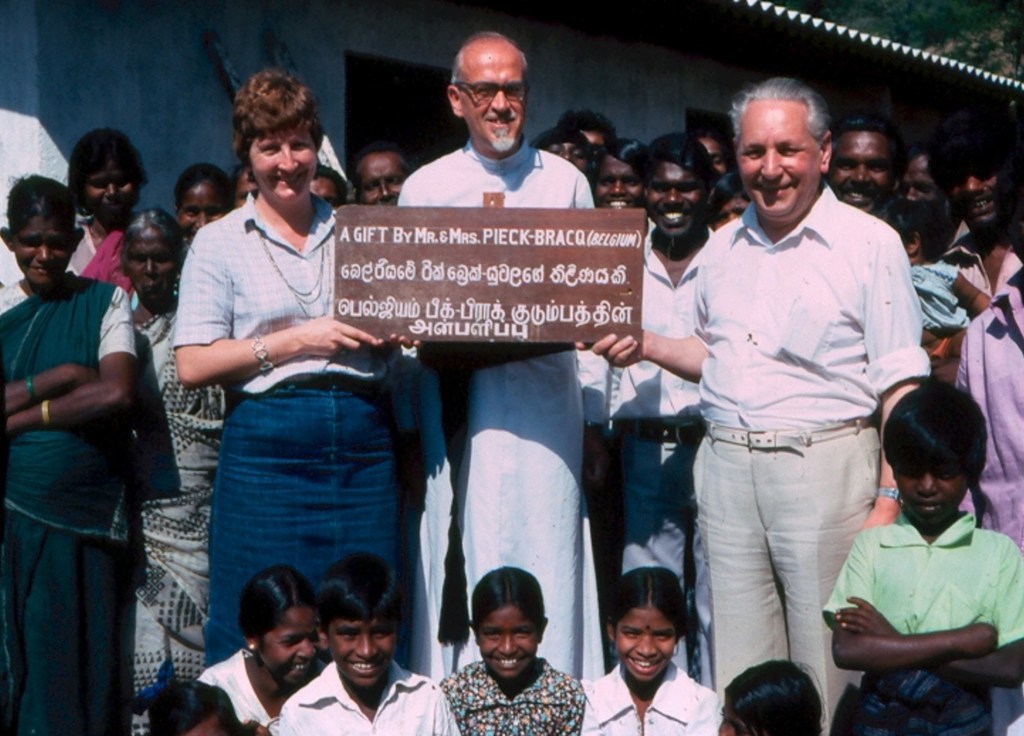 A GIFT BY MR. & MRS. PIECK-BRACQ (BELGIUM)
බෙල්ජියමේ පීක් බ්‍රෙක්-යුවලගේ තිළිණයකි
பெல்ஜியம் பீக்-பிராக் குடும்பத்தின்
அன்பளிப்பு